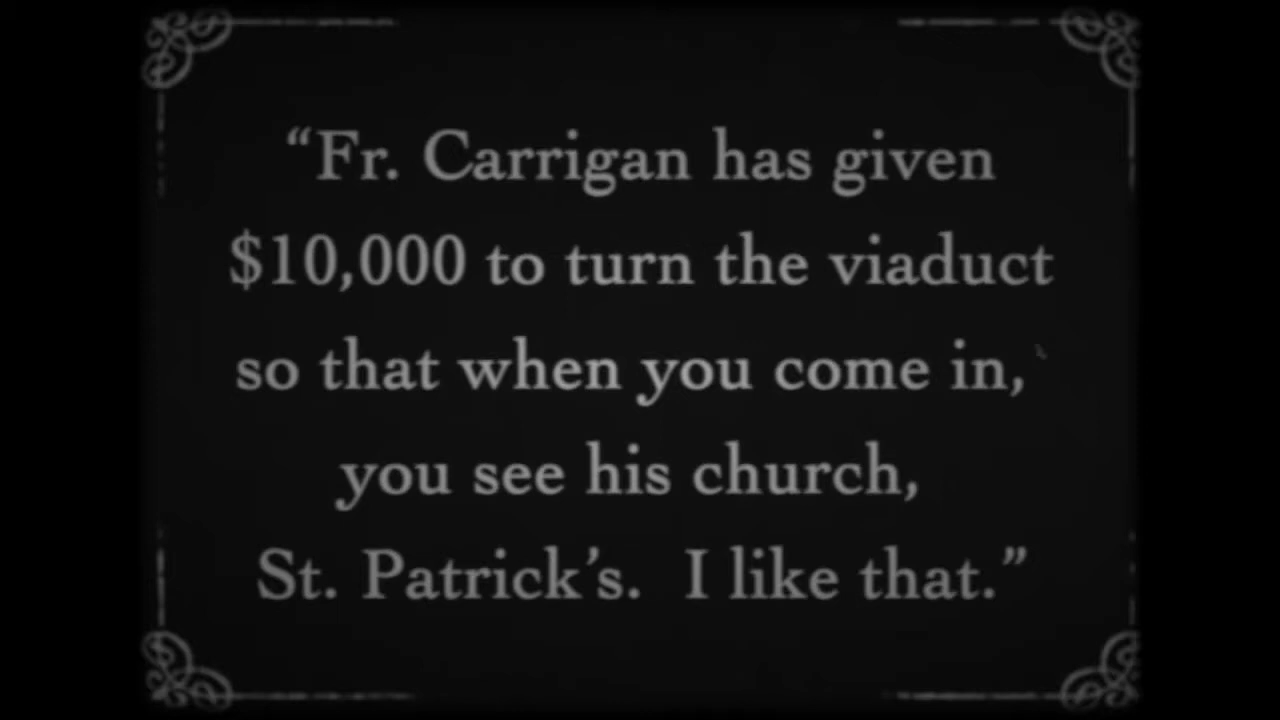 “Fr. Carrigan has given
$10,000 to turn the viaduct
so that when you come in,
you see his church,
St. Patrick’s.  I like that.”